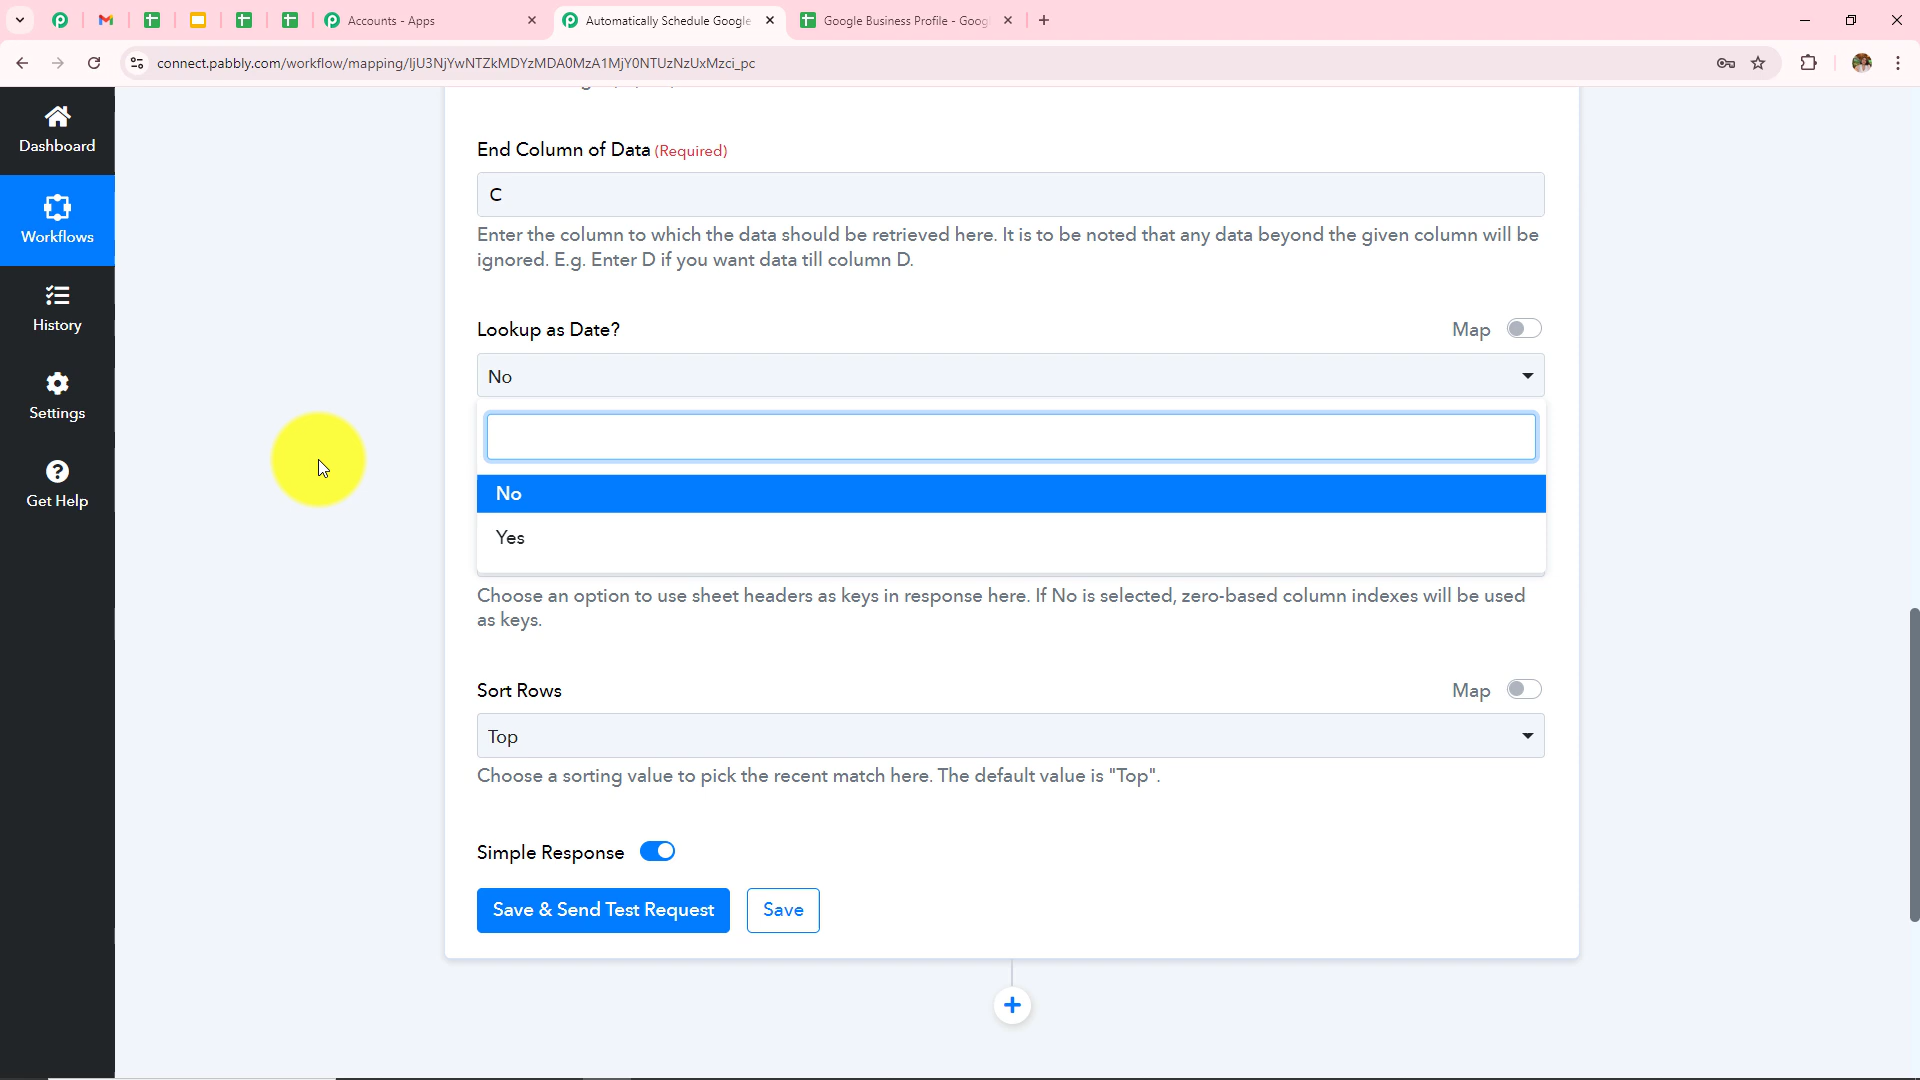 Accounts - Apps
Automatically Schedule Google
Google Business Profile - Goog
connect.pabbly.com/workflow/mapping/IjU3NjYwNTZkMDYzMDA0MzA1MjY0NTUzNzUxMzci_pc
Dashboard
Workflows
History
Settings
Get Help
End Column of Data (Required)
C
Enter the column to which the data should be retrieved here. It is to be noted that any data beyond the given column will be
ignored. E.g. Enter D if you want data till column D.
Lookup as Date?
Map
No
No
Yes
Choose an option to use sheet headers as keys in response here. If No is selected, zero-based column indexes will be used
as keys.
Sort Rows
Map
Top
Choose a sorting value to pick the recent match here. The default value is "Top".
Simple Response
Save & Send Test Request
Save